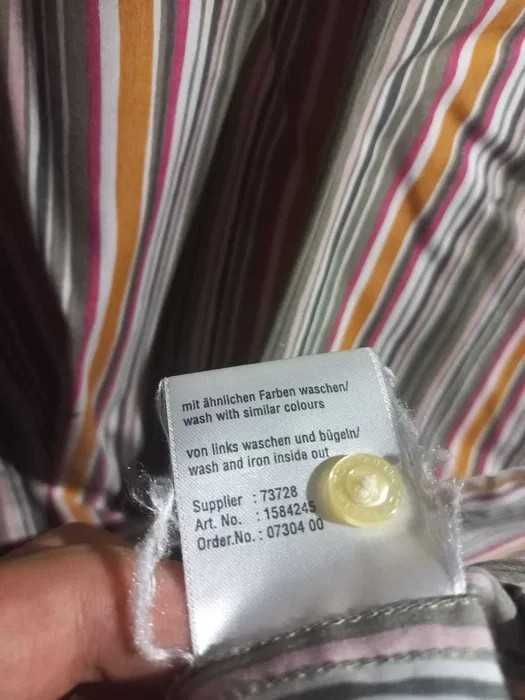 mit ähnlichen Farben waschen/
wash with similar colours
von links waschen und bügeln/
wash and iron inside out
Supplier : 73728
Art. No. : 1584245
Order.No. : 07304 00